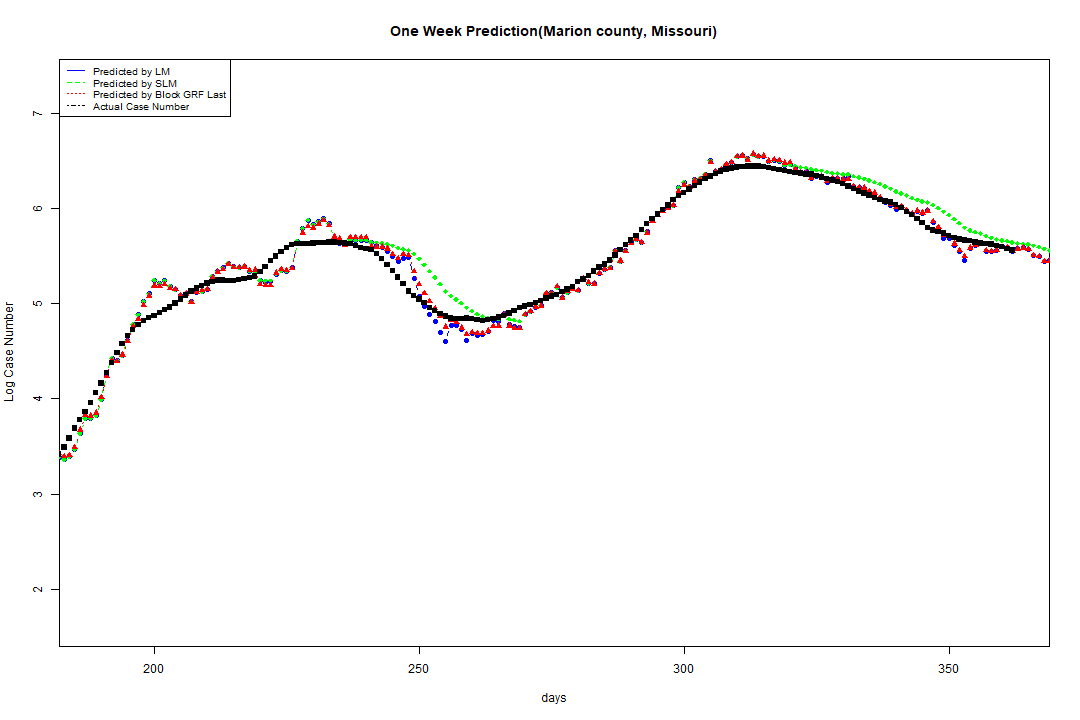 One Week Prediction(Marion county, Missouri)
Predicted by LM
Predicted by SLM
Predicted by Block GRF Last
Actual Case Number
7
6
5
4
3
2
Log Case Number
200 250 300 350
days